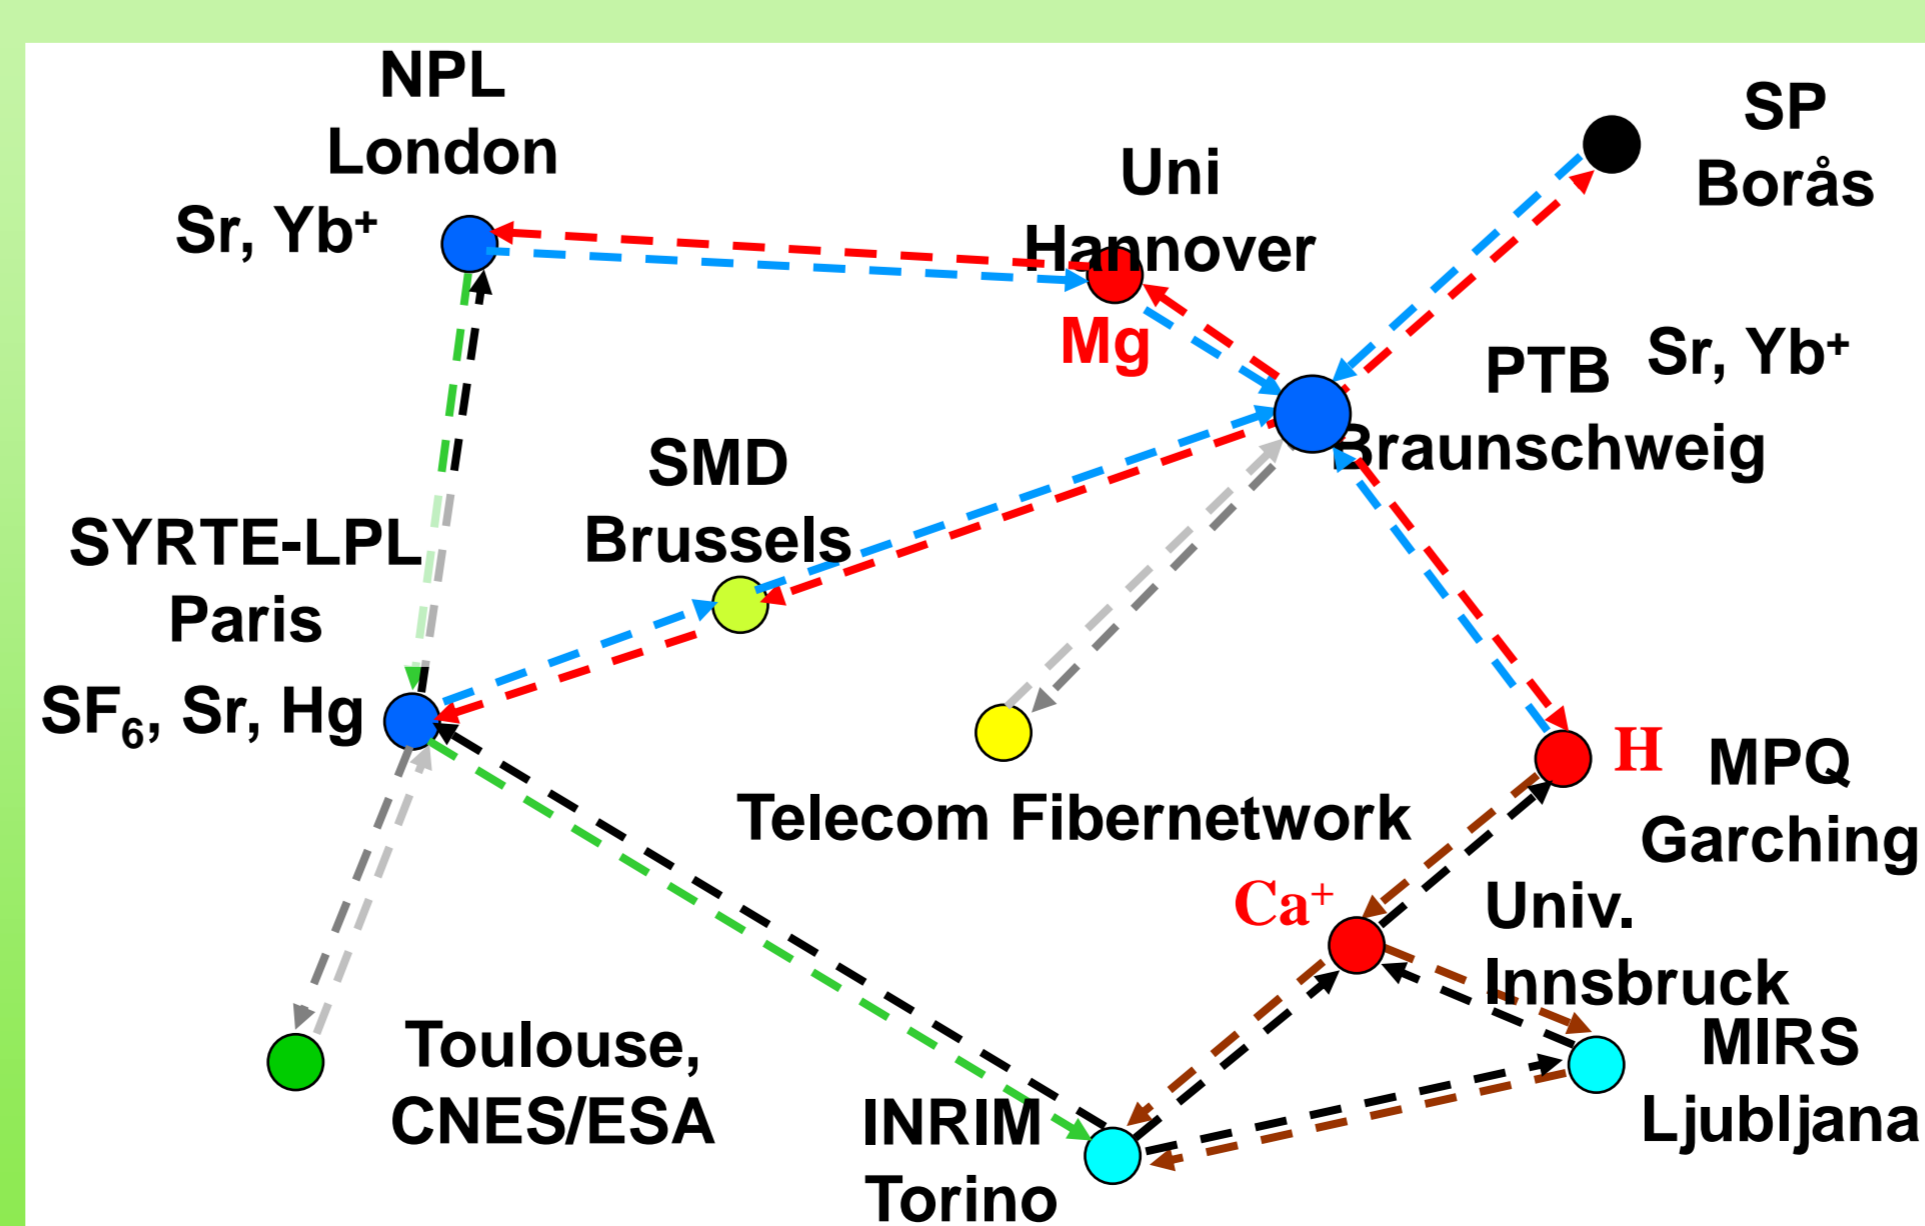 NPL
London
Sr, Yb⁺
Uni
Hannover
Mg
SP
Borås
Sr, Yb⁺
PTB
Braunschweig
SMD
Brussels
SYRTE-LPL
Paris
SF₆, Sr, Hg
H
MPQ
Garching
Telecom Fibernetwork
Ca⁺
Univ.
Innsbruck
MIRS
Ljubljana
Toulouse,
CNES/ESA
INRIM
Torino